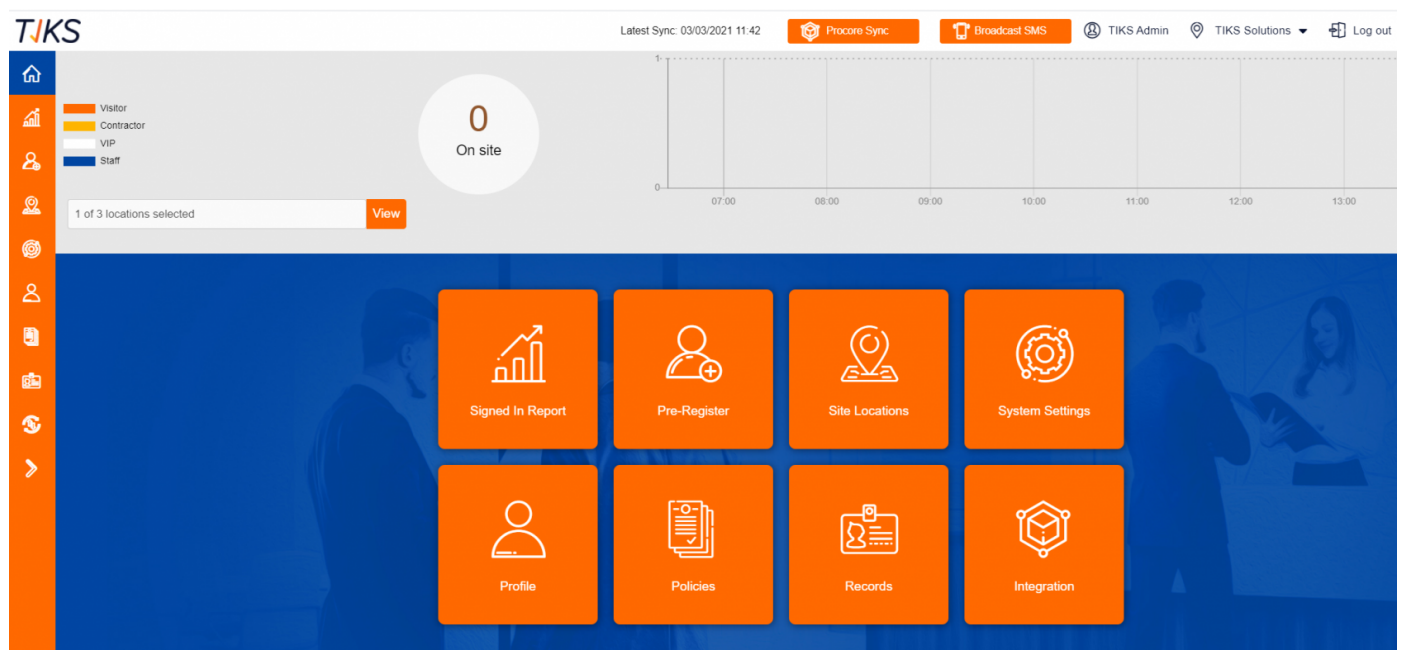 TIKS
Latest Sync: 03/03/2021 11:42
Procore Sync
Broadcast SMS
TIKS Admin
TIKS Solutions
Log out
Visitor
Contractor
VIP
Staff
0
On site
1 of 3 locations selected
View
1
0
07:00 08:00 09:00 10:00 11:00 12:00 13:00
Signed In Report
Pre-Register
Site Locations
System Settings
Profile
Policies
Records
Integration